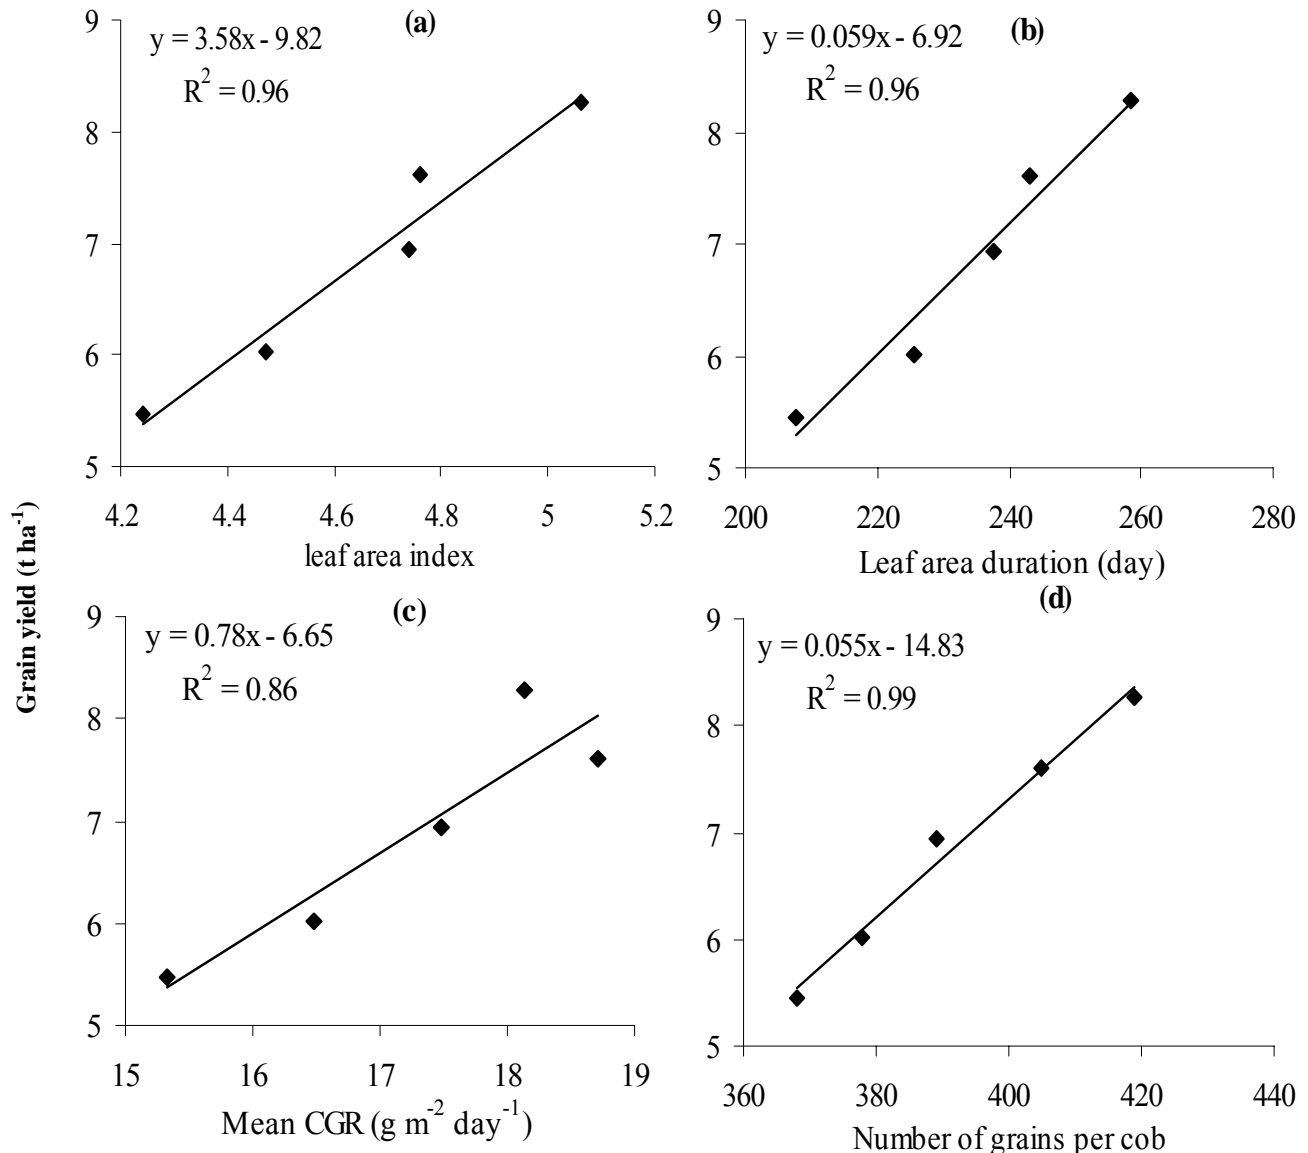 Grain yield (t ha⁻¹)
(a)
y = 3.58x - 9.82
R² = 0.96
9
8
7
6
5
4.2 4.4 4.6 4.8 5 5.2
leaf area index
(b)
y = 0.059x - 6.92
R² = 0.96
9
8
7
6
5
200 220 240 260 280
Leaf area duration (day)
(c)
y = 0.78x - 6.65
R² = 0.86
9
8
7
6
5
15 16 17 18 19
Mean CGR (g m⁻² day⁻¹)
(d)
y = 0.055x - 14.83
R² = 0.99
9
8
7
6
5
360 380 400 420 440
Number of grains per cob